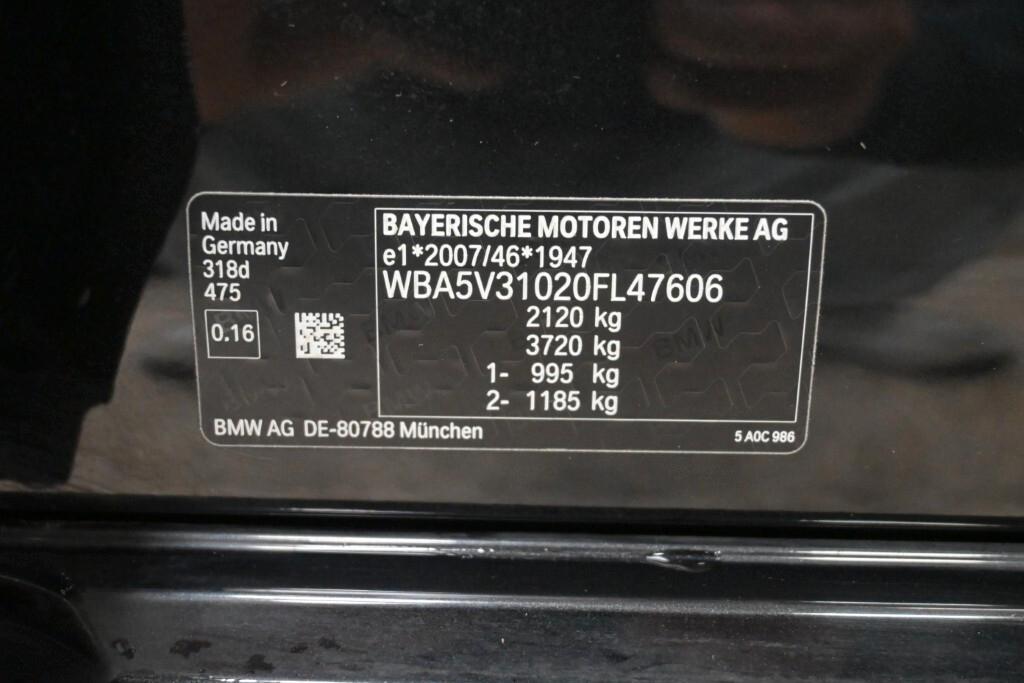 Made in
Germany
318d
475
0.16
BAYERISCHE MOTOREN WERKE AG
e1*2007/46*1947
WBA5V31020FL47606
2120 kg
3720 kg
1- 995 kg
2- 1185 kg
BMW AG DE-80788 München
5 A0C 986